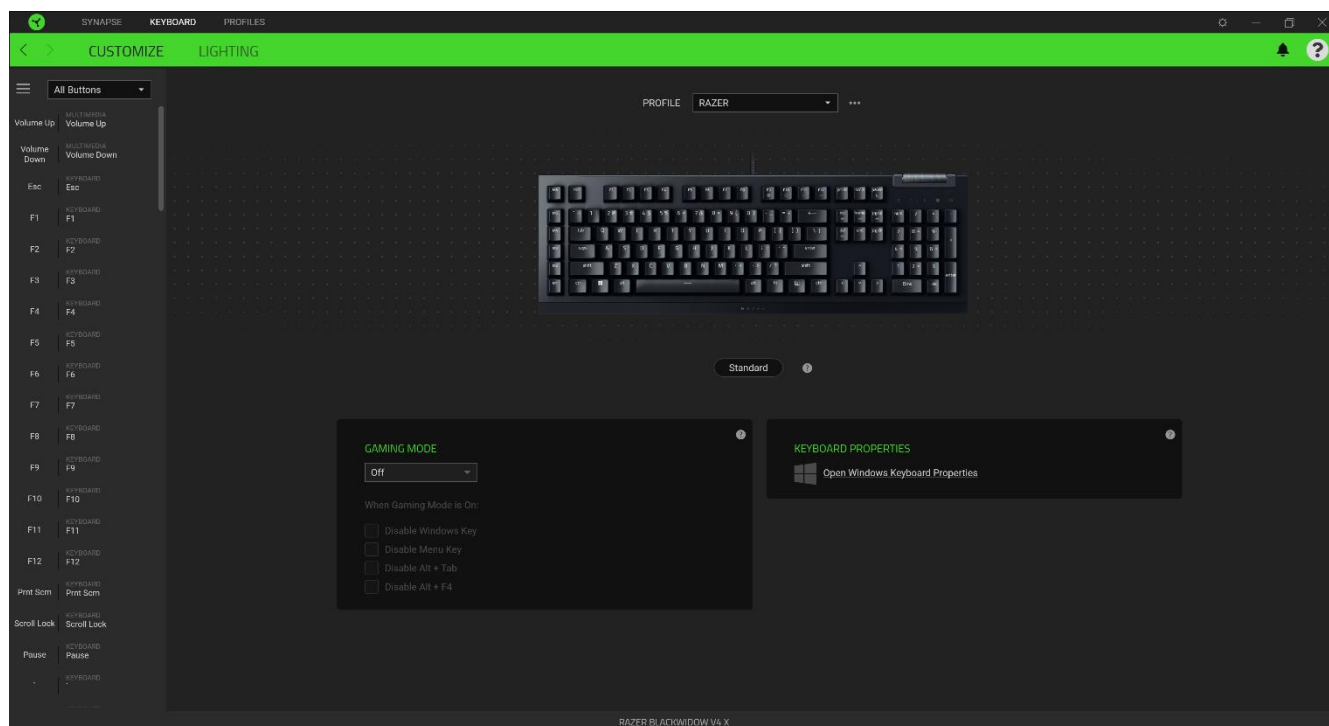 SYNAPSE KEYBOARD PROFILES
CUSTOMIZE LIGHTING
All Buttons
PROFILE RAZER
Volume Up MULTIMEDIA
Volume Up
Volume Down MULTIMEDIA
Volume Down
Esc KEYBOARD
Esc
F1 KEYBOARD
F1
F2 KEYBOARD
F2
F3 KEYBOARD
F3
F4 KEYBOARD
F4
F5 KEYBOARD
F5
F6 KEYBOARD
F6
F7 KEYBOARD
F7
F8 KEYBOARD
F8
F9 KEYBOARD
F9
F10 KEYBOARD
F10
F11 KEYBOARD
F11
F12 KEYBOARD
F12
Prnt Scrn KEYBOARD
Prnt Scrn
Scroll Lock KEYBOARD
Scroll Lock
Pause KEYBOARD
Pause
` KEYBOARD
Standard
GAMING MODE
Off
When Gaming Mode is On:
Disable Windows Key
Disable Menu Key
Disable Alt + Tab
Disable Alt + F4
KEYBOARD PROPERTIES
Open Windows Keyboard Properties
RAZER BLACKWIDOW V4 X